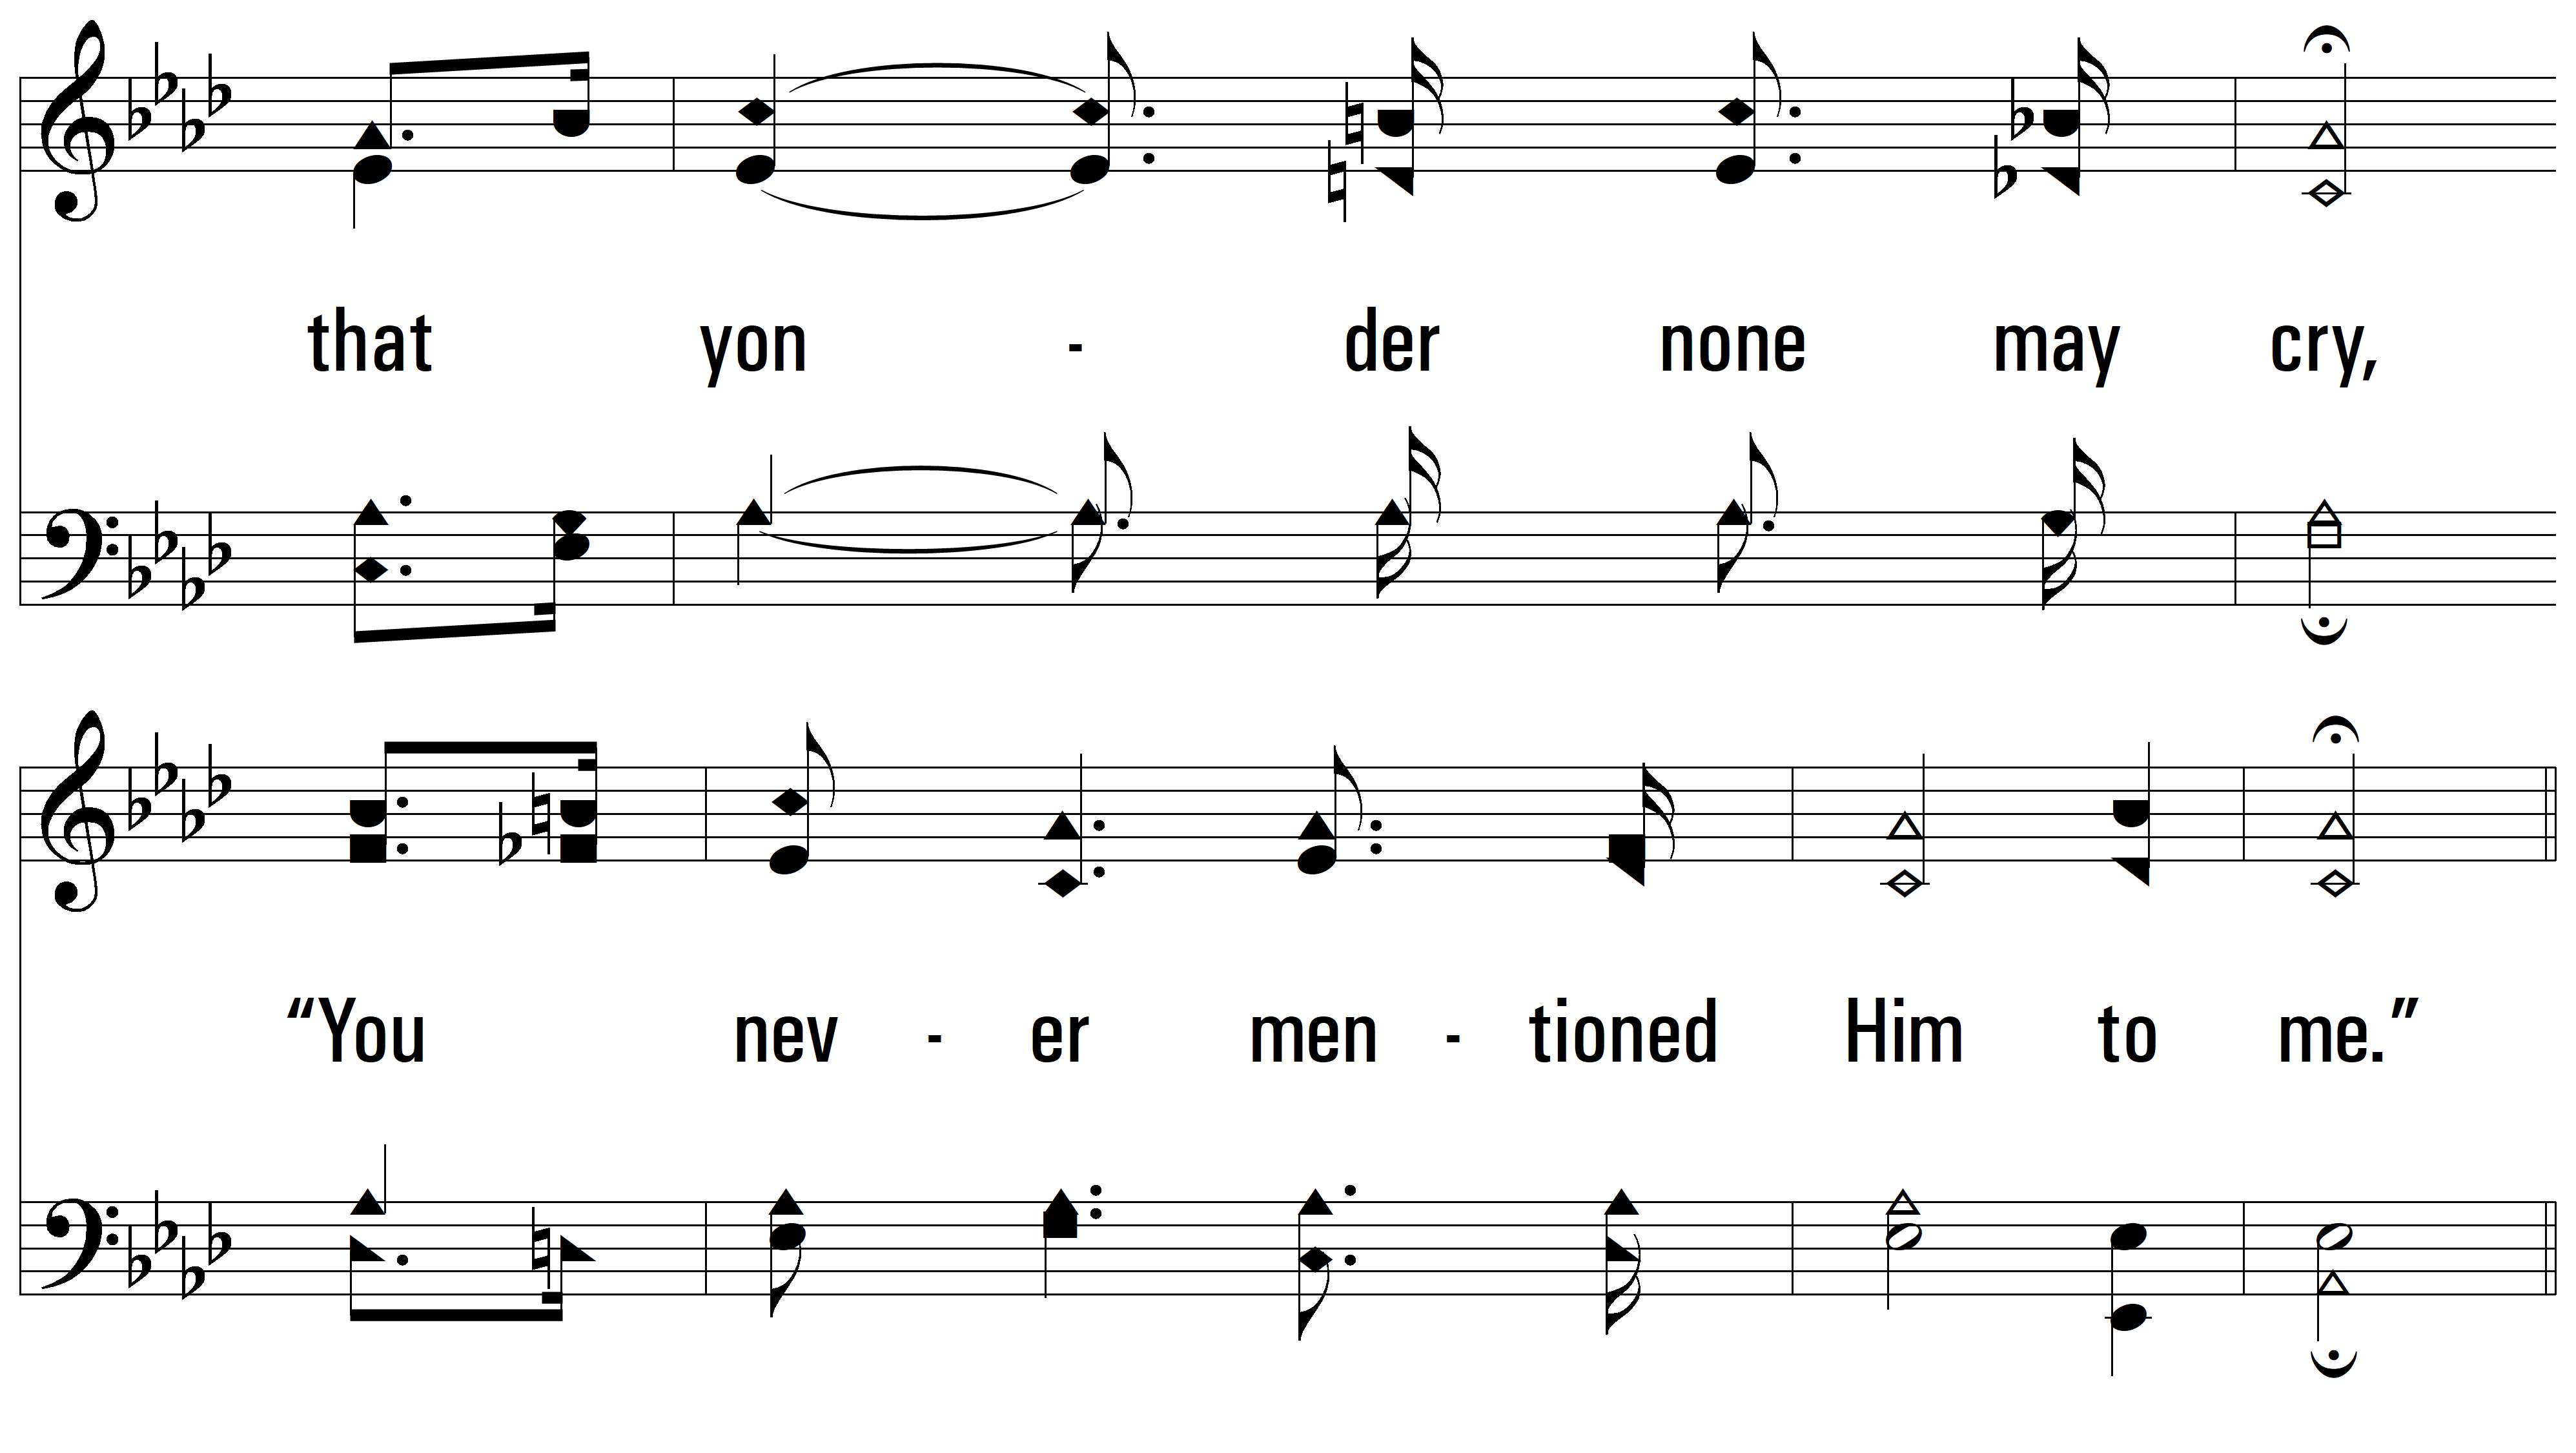 that yon - der none may cry,
“You nev - er men - tioned Him to me.”